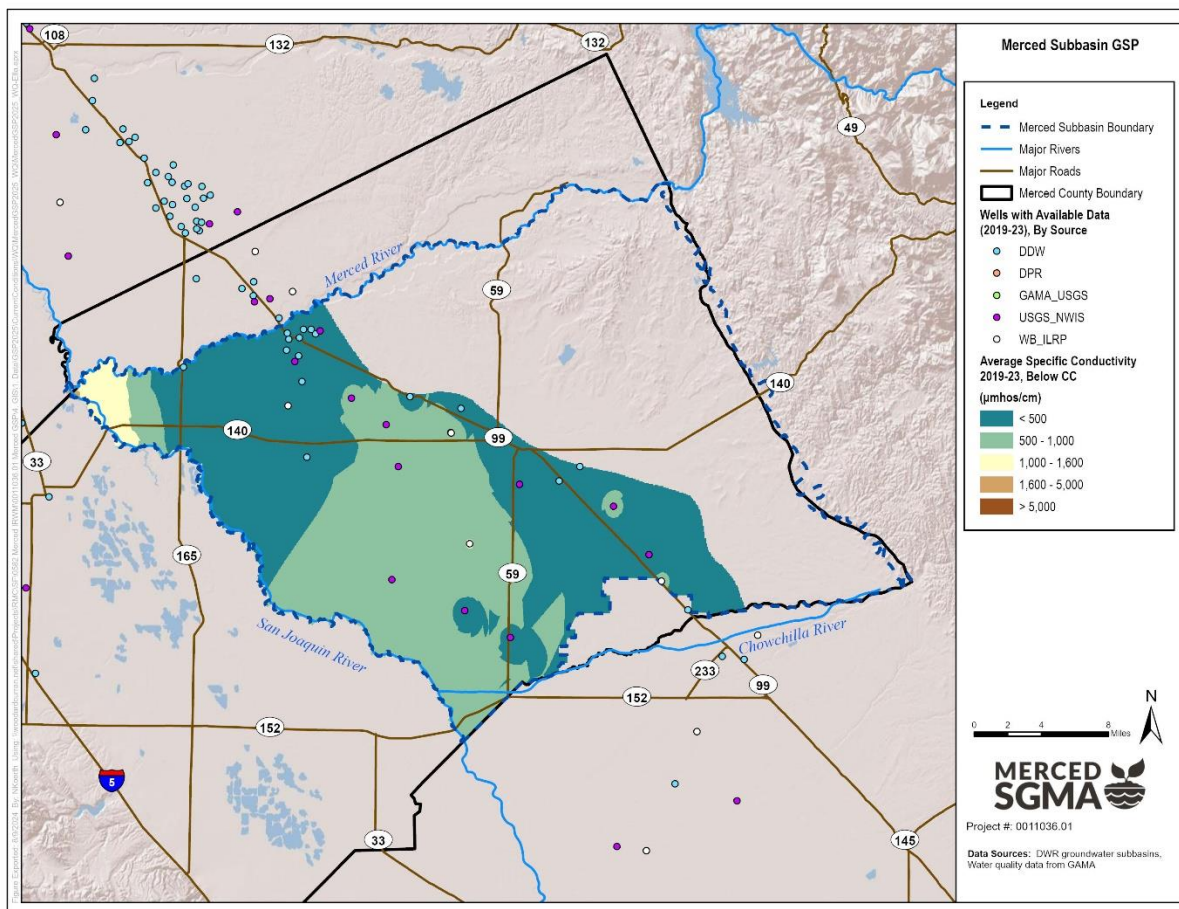 Merced Subbasin GSP
Legend
Merced Subbasin Boundary
Major Rivers
Major Roads
Merced County Boundary
Wells with Available Data
(2019-23), By Source
DDW
DPR
GAMA_USGS
USGS_NWIS
WB_ILRP
Average Specific Conductivity
2019-23, Below CC
(µmhos/cm)
< 500
500 - 1,000
1,000 - 1,600
1,600 - 5,000
> 5,000
N
0 2 4 8
Miles
MERCED
SGMA
Project #: 0011036.01
Data Sources: DWR groundwater subbasins,
Water quality data from GAMA
108
132
132
49
Merced River
59
140
140
99
33
165
59
San Joaquin River
Chowchilla River
233
99
152
152
5
33
145